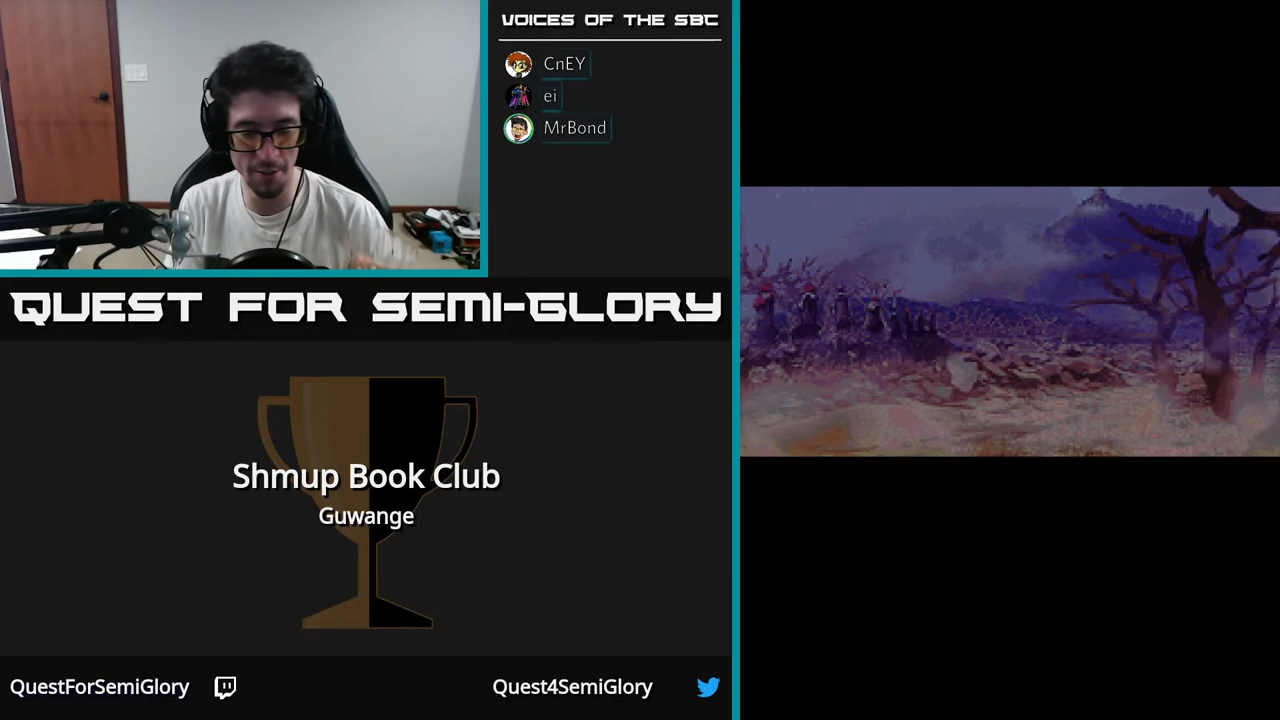 VOICES OF THE SBC
CnEY
ei
MrBond
QUEST FOR SEMI-GLORY
Shmup Book Club
Guwange
QuestForSemiGlory
Quest4SemiGlory